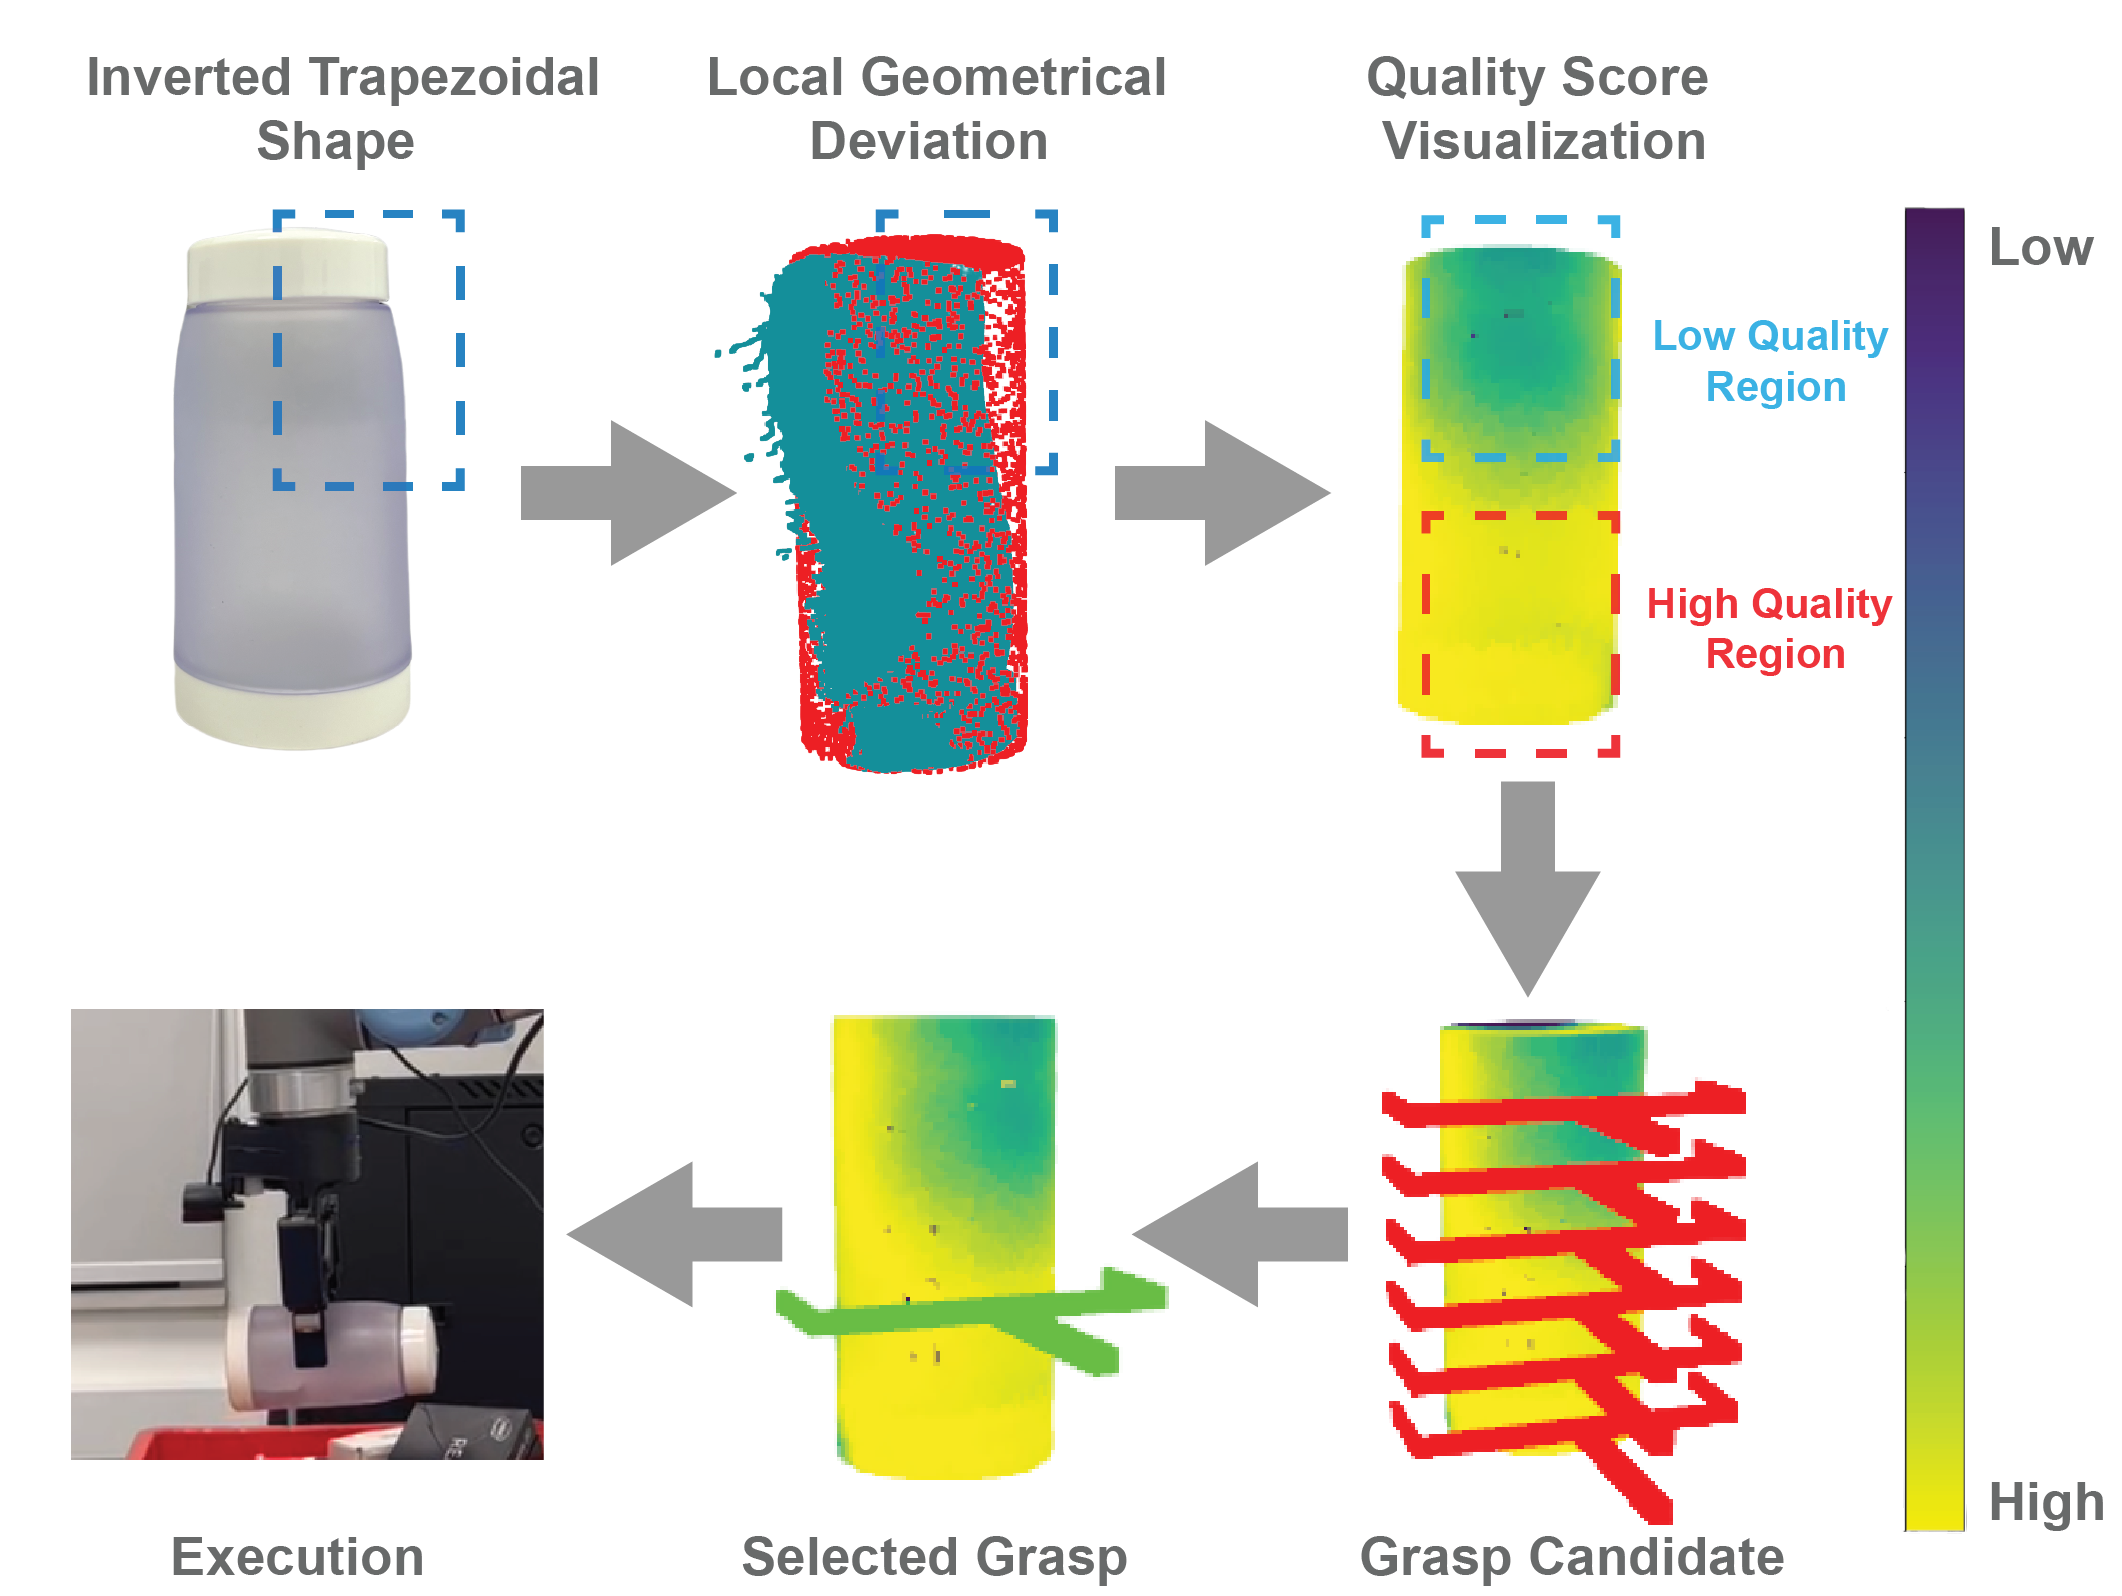 Inverted Trapezoidal
Shape
Local Geometrical
Deviation
Quality Score
Visualization
Low
Low Quality
Region
High Quality
Region
High
Execution
Selected Grasp
Grasp Candidate